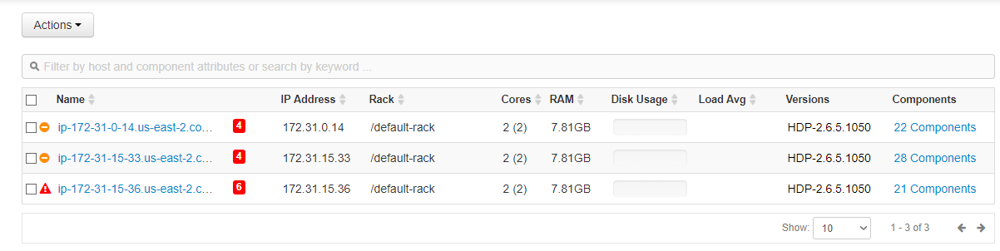 Actions
Filter by host and component attributes or search by keyword ...
Name IP Address Rack Cores RAM Disk Usage Load Avg Versions Components
ip-172-31-0-14.us-east-2.co... 4 172.31.0.14 /default-rack 2 (2) 7.81GB HDP-2.6.5.1050 22 Components
ip-172-31-15-33.us-east-2.c... 4 172.31.15.33 /default-rack 2 (2) 7.81GB HDP-2.6.5.1050 28 Components
ip-172-31-15-36.us-east-2.c... 6 172.31.15.36 /default-rack 2 (2) 7.81GB HDP-2.6.5.1050 21 Components
Show: 10 1 - 3 of 3